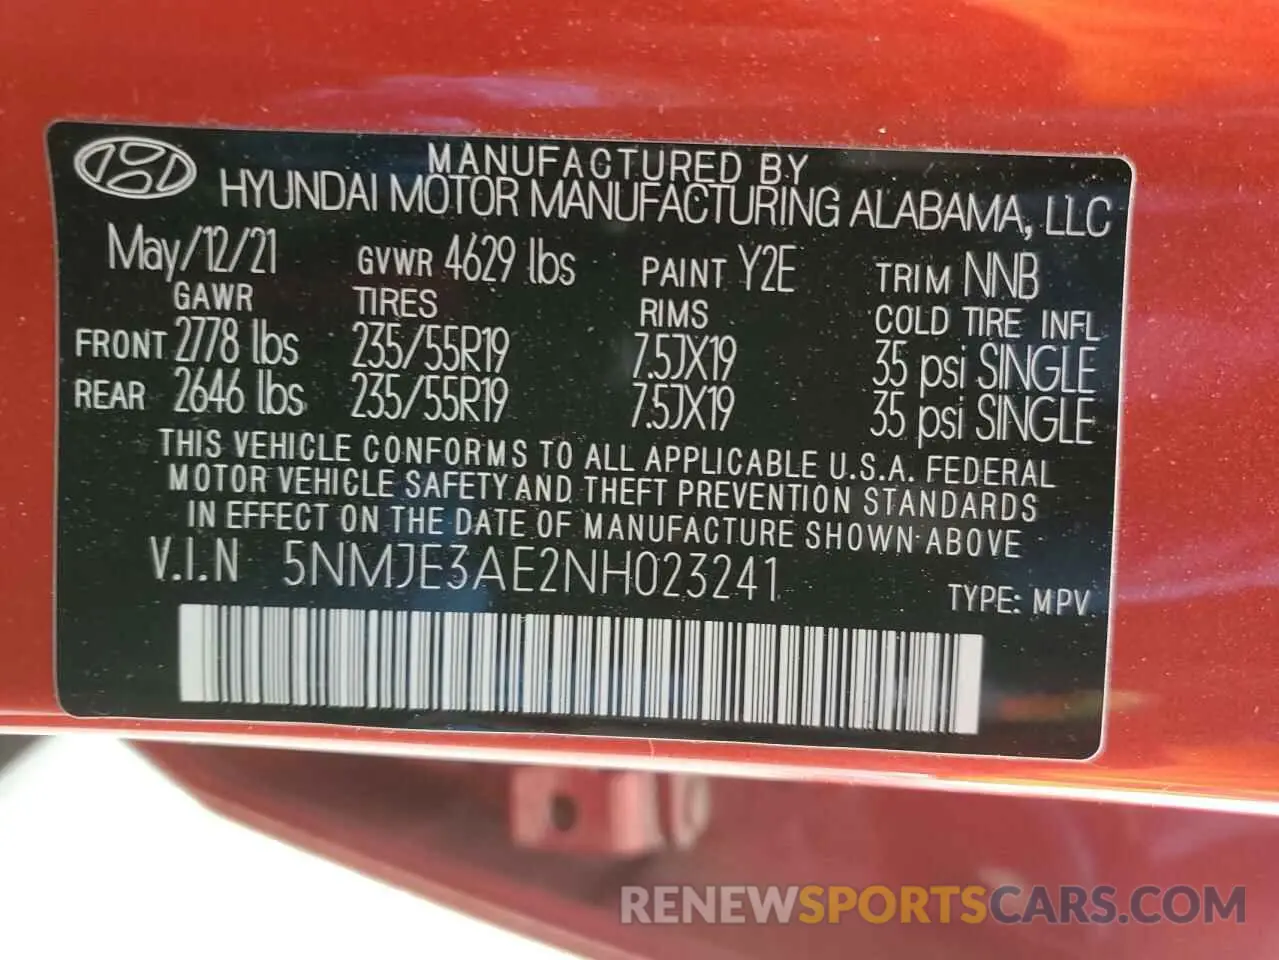 MANUFACTURED BY
HYUNDAI MOTOR MANUFACTURING ALABAMA, LLC
May/12/21 GVWR 4629 lbs PAINT Y2E TRIM NNB
GAWR TIRES RIMS COLD TIRE INFL
FRONT 2778 lbs 235/55R19 7.5JX19 35 psi SINGLE
REAR 2646 lbs 235/55R19 7.5JX19 35 psi SINGLE
THIS VEHICLE CONFORMS TO ALL APPLICABLE U.S.A. FEDERAL
MOTOR VEHICLE SAFETY AND THEFT PREVENTION STANDARDS
IN EFFECT ON THE DATE OF MANUFACTURE SHOWN ABOVE
V.I.N 5NMJE3AE2NH023241
TYPE: MPV
RENEWSPORTSCARS.COM